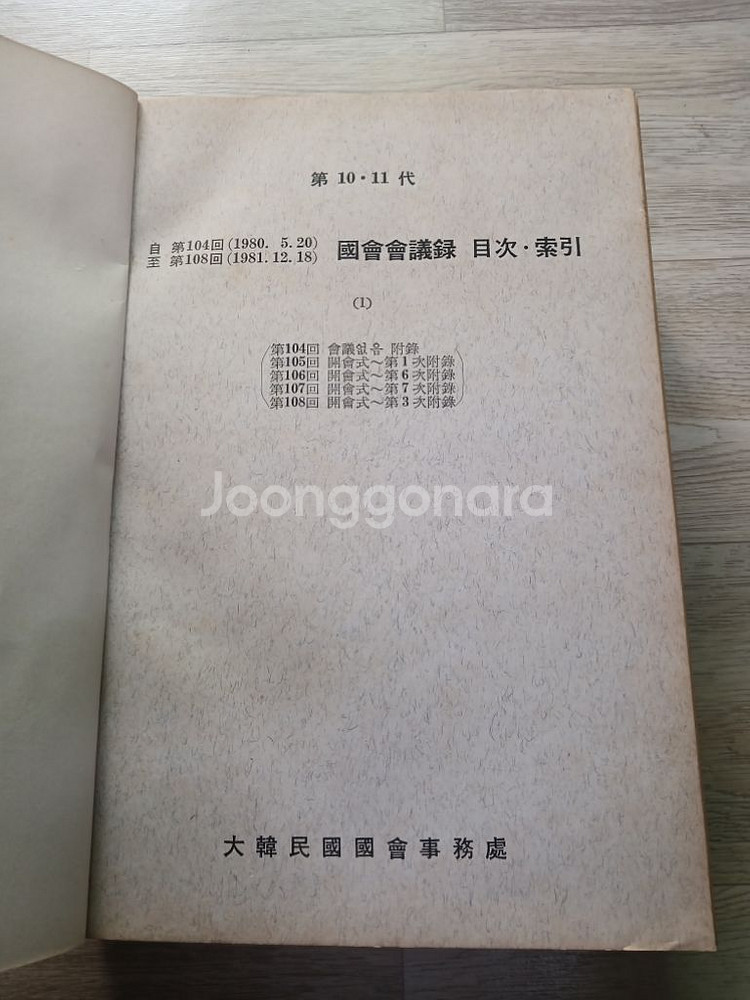 第 10·11 代
自 第104回(1980. 5.20)
至 第108回(1981.12.18)
國會會議録 目次·索引
(1)
第104回 會議없음 附錄
第105回 開會式~第1次附錄
第106回 開會式~第6次附錄
第107回 開會式~第7次附錄
第108回 開會式~第3次附錄
Joonggonara
大韓民國國會事務處